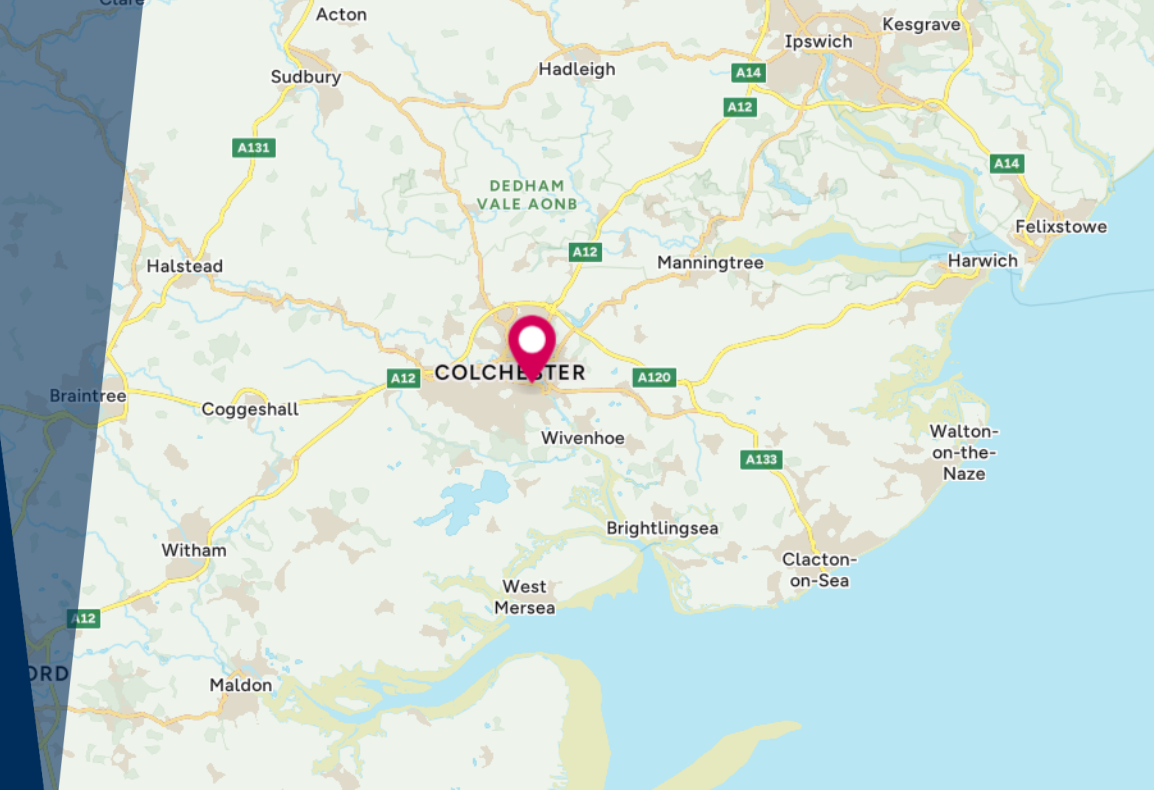 Clare
Acton
Kesgrave
Ipswich
Hadleigh
A14
Sudbury
A12
A131
A14
DEDHAM
VALE AONB
Felixstowe
A12
Manningtree
Harwich
Halstead
COLCHESTER
A12
A120
Braintree
Coggeshall
Wivenhoe
Walton-
on-the-
Naze
A133
Brightlingsea
Witham
Clacton-
on-Sea
West
Mersea
A12
ORD
Maldon